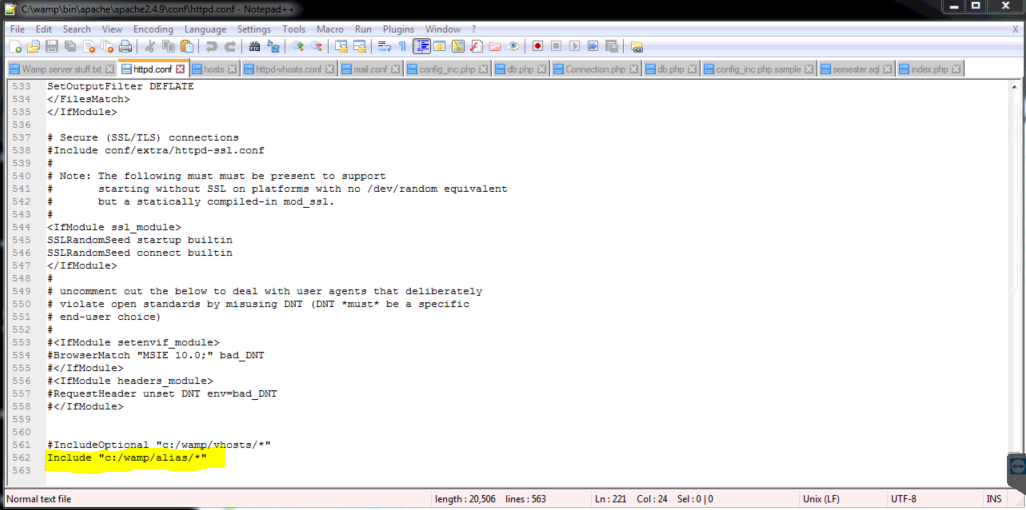 C:\wamp\bin\apache\apache2.4.9\conf\httpd.conf - Notepad++
File Edit Search View Encoding Language Settings Tools Macro Run Plugins Window ? X
Wamp server stuff.txt httpd.conf hosts httpd-vhosts.conf mail.conf config_inc.php db.php Connection.php db.php config_inc.php.sample semester.sql index.php
533 SetOutputFilter DEFLATE
534 </FilesMatch>
535 </IfModule>
536
537 # Secure (SSL/TLS) connections
538 #Include conf/extra/httpd-ssl.conf
539 #
540 # Note: The following must must be present to support
541 #       starting without SSL on platforms with no /dev/random equivalent
542 #       but a statically compiled-in mod_ssl.
543 #
544 <IfModule ssl_module>
545 SSLRandomSeed startup builtin
546 SSLRandomSeed connect builtin
547 </IfModule>
548 #
549 # uncomment out the below to deal with user agents that deliberately
550 # violate open standards by misusing DNT (DNT *must* be a specific
551 # end-user choice)
552 #
553 #<IfModule setenvif_module>
554 #BrowserMatch "MSIE 10.0;" bad_DNT
555 #</IfModule>
556 #<IfModule headers_module>
557 #RequestHeader unset DNT env=bad_DNT
558 #</IfModule>
559
560
561 #IncludeOptional "c:/wamp/vhosts/*"
562 Include "c:/wamp/alias/*"
563
Normal text file length : 20,506 lines : 563 Ln : 221 Col : 24 Sel : 0 | 0 Unix (LF) UTF-8 INS